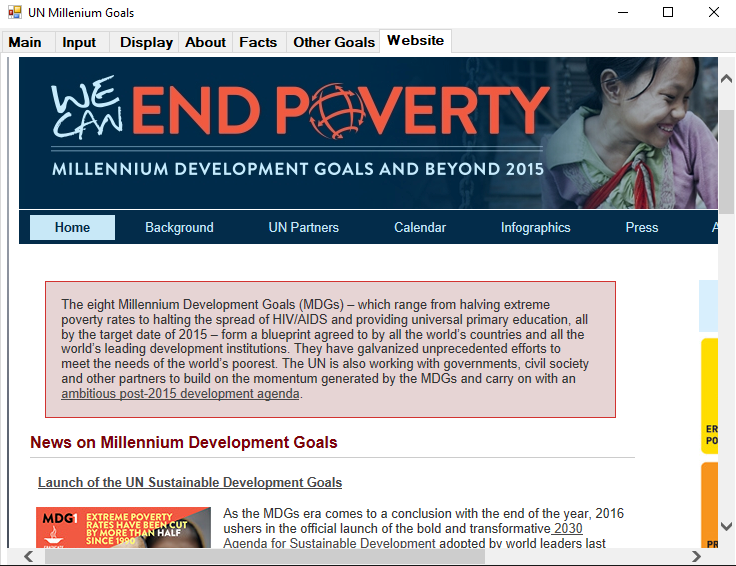 UN Millenium Goals
Main Input Display About Facts Other Goals Website
WE CAN END POVERTY
MILLENNIUM DEVELOPMENT GOALS AND BEYOND 2015
Home Background UN Partners Calendar Infographics Press A
The eight Millennium Development Goals (MDGs) – which range from halving extreme
poverty rates to halting the spread of HIV/AIDS and providing universal primary education, all
by the target date of 2015 – form a blueprint agreed to by all the world's countries and all the
world's leading development institutions. They have galvanized unprecedented efforts to
meet the needs of the world's poorest. The UN is also working with governments, civil society
and other partners to build on the momentum generated by the MDGs and carry on with an
ambitious post-2015 development agenda.
ER
PO
News on Millennium Development Goals
Launch of the UN Sustainable Development Goals
MDG1 EXTREME POVERTY
RATES HAVE BEEN CUT
BY MORE THAN HALF
SINCE 1990
As the MDGs era comes to a conclusion with the end of the year, 2016
ushers in the official launch of the bold and transformative 2030
Agenda for Sustainable Development adopted by world leaders last
PR